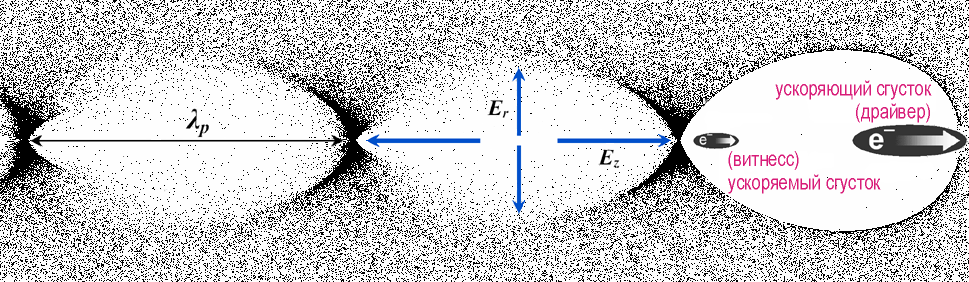 λp
Er
Ez
ускоряющий сгусток
(драйвер)
e⁻
e⁻
(витнесс)
ускоряемый сгусток